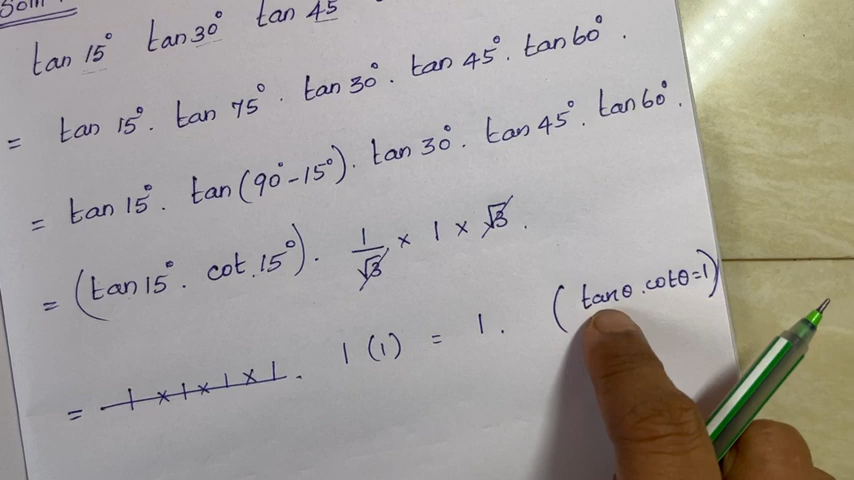 Soln
tan 15° tan 30° tan 45
= tan 15°. tan 75°. tan 30°. tan 45°. tan 60°.
= tan 15°. tan (90°-15°). tan 30°. tan 45°. tan 60°.
= (tan 15°. cot 15°). 1/√3 × 1 × √3.
= 1 × 1 × 1 × 1. 1 (1) = 1. (tanθ.cotθ=1)